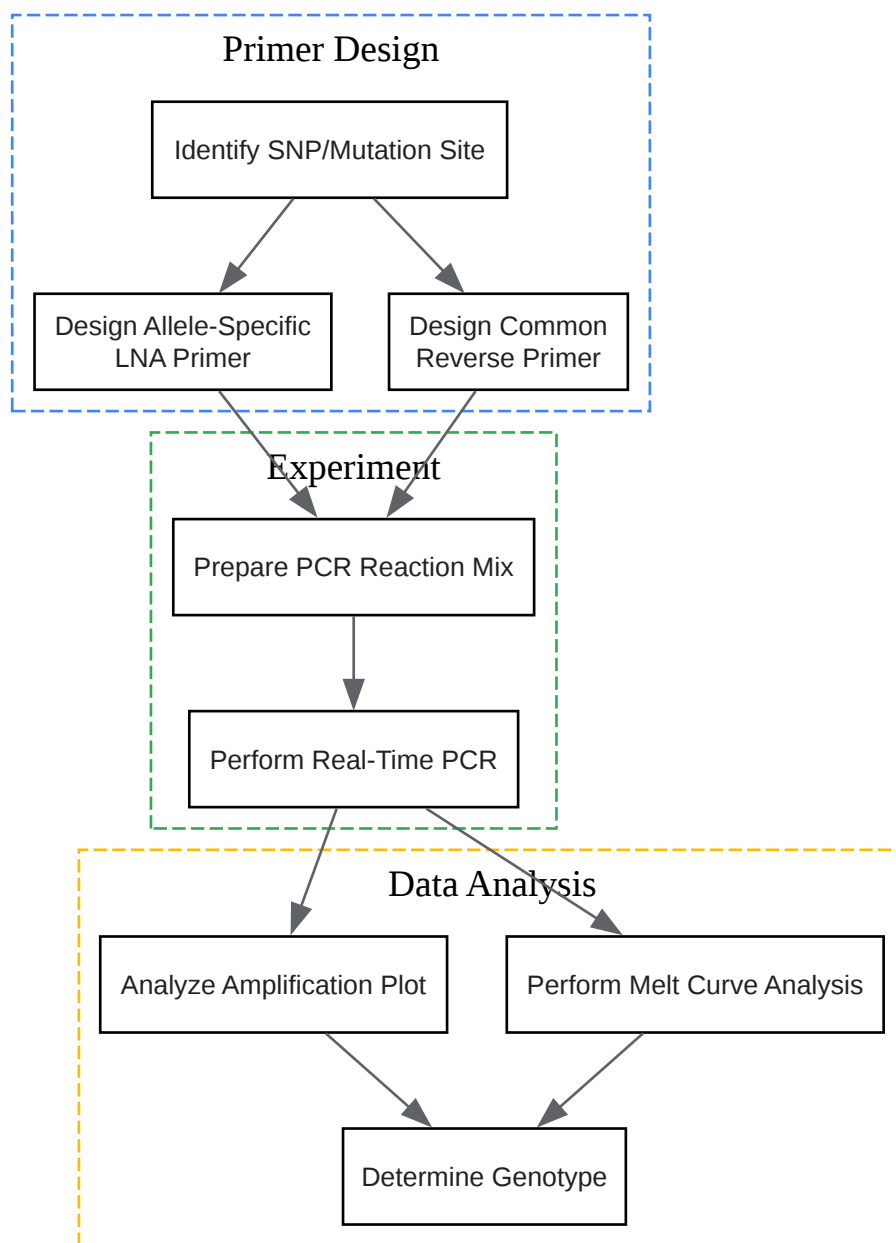 Primer Design
Identify SNP/Mutation Site
Design Allele-Specific
LNA Primer
Design Common
Reverse Primer
Experiment
Prepare PCR Reaction Mix
Perform Real-Time PCR
Data Analysis
Analyze Amplification Plot
Perform Melt Curve Analysis
Determine Genotype